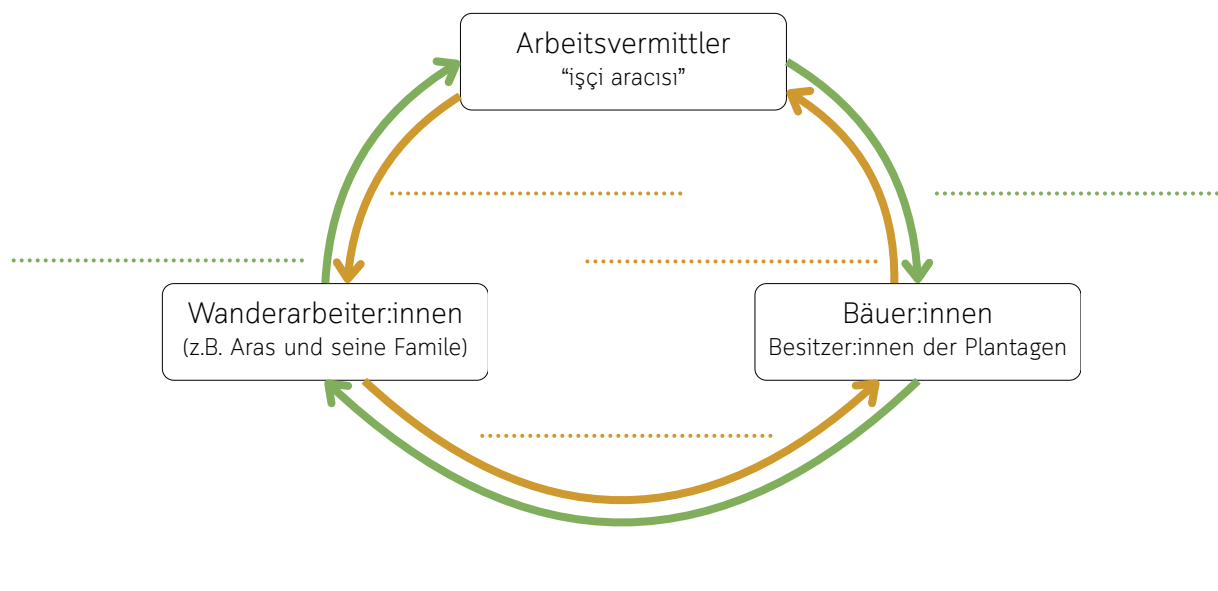 Arbeitsvermittler
“işçi aracısı”
Wanderarbeiter:innen
(z.B. Aras und seine Famile)
Bäuer:innen
Besitzer:innen der Plantagen